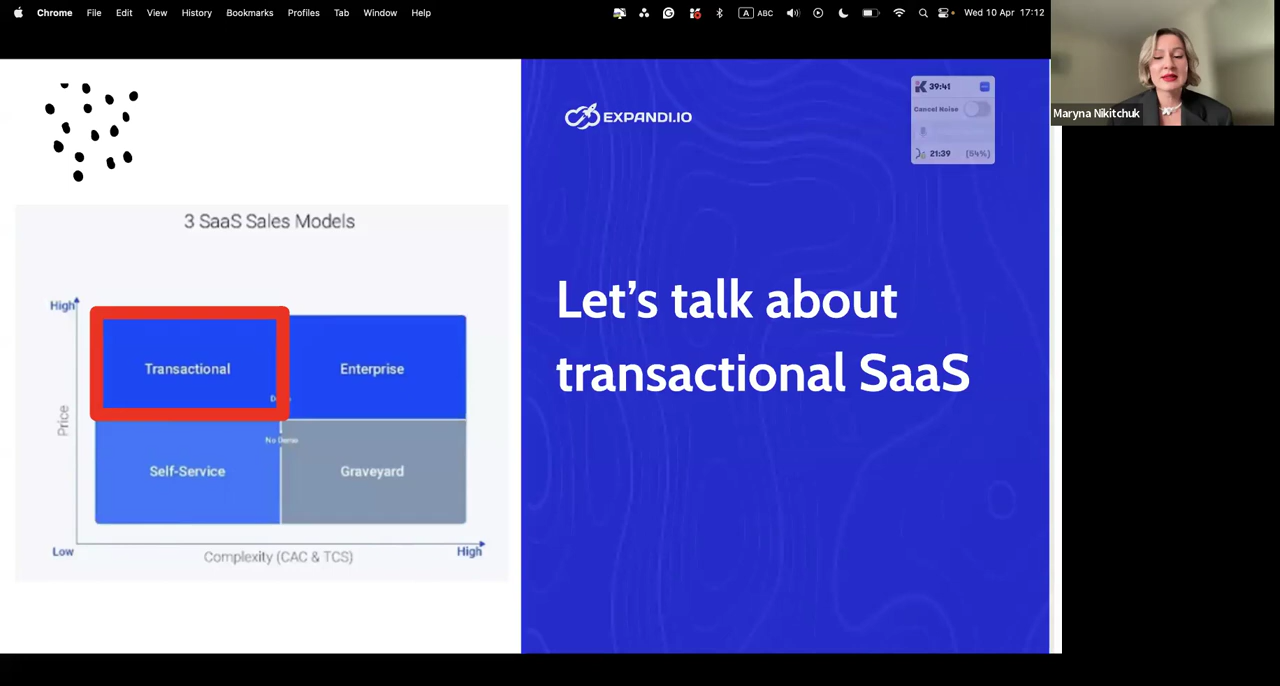 Chrome File Edit View History Bookmarks Profiles Tab Window Help
A ABC Wed 10 Apr 17:12
Maryna Nikitchuk
39:41
Cancel Noise
21:39 (54%)
EXPANDI.IO
3 SaaS Sales Models
High
Transactional
Enterprise
No Demo
Price
Self-Service
Graveyard
Low
High
Complexity (CAC & TCS)
Let's talk about
transactional SaaS